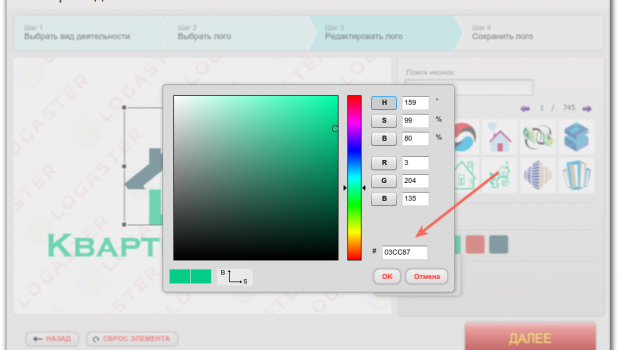 Шаг 1
Выбрать вид деятельности
Шаг 2
Выбрать лого
Шаг 3
Редактировать лого
Шаг 4
Сохранить лого
Поиск иконок:
1 / 745
H 159 °
S 99 %
B 80 %
R 3
G 204
B 135
# 03CC87
B
S
OK
Отмена
КВАРТ
LOGASTER
НАЗАД
СБРОС ЭЛЕМЕНТА
ДАЛЕЕ